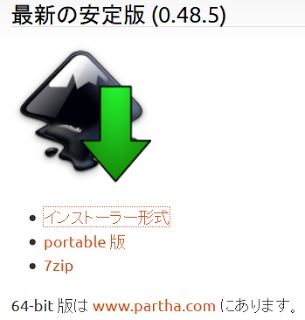 最新の安定版 (0.48.5)
インストーラー形式
portable 版
7zip
64-bit 版は www.partha.com にあります。